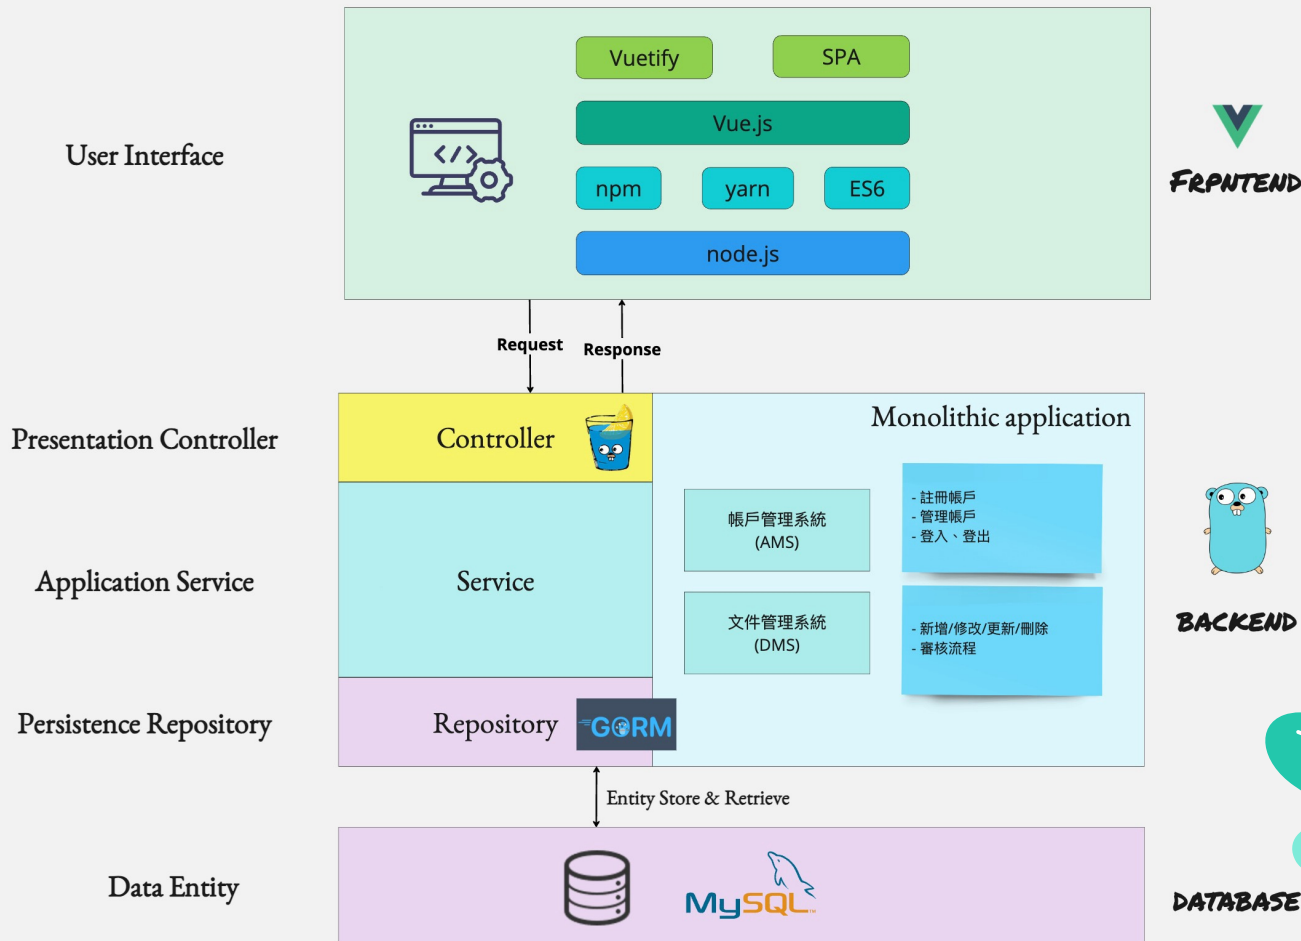 Vuetify
SPA
Vue.js
User Interface
npm
yarn
ES6
FRPNTEND
node.js
Request
Response
Monolithic application
Presentation Controller
Controller
- 註冊帳戶
- 管理帳戶
- 登入、登出
帳戶管理系統
(AMS)
Application Service
Service
文件管理系統
(DMS)
- 新增/修改/更新/刪除
- 審核流程
BACKEND
Persistence Repository
Repository
GORM
Entity Store & Retrieve
Data Entity
MySQL
DATABASE